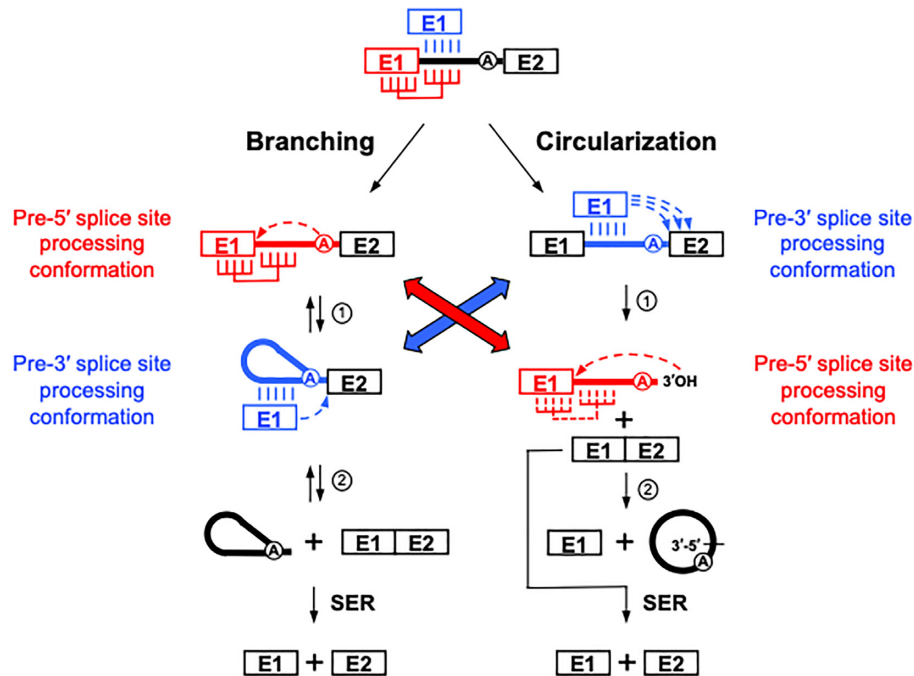 E1
E1 A E2
Branching Circularization
Pre-5′ splice site
processing
conformation
E1 A E2
E1
E1 A E2
Pre-3′ splice site
processing
conformation
1
1
Pre-3′ splice site
processing
conformation
A E2
E1
E1 A 3′OH
+
E1 E2
Pre-5′ splice site
processing
conformation
2
2
A + E1 E2
E1 + 3′-5′
A
SER
SER
E1 + E2
E1 + E2